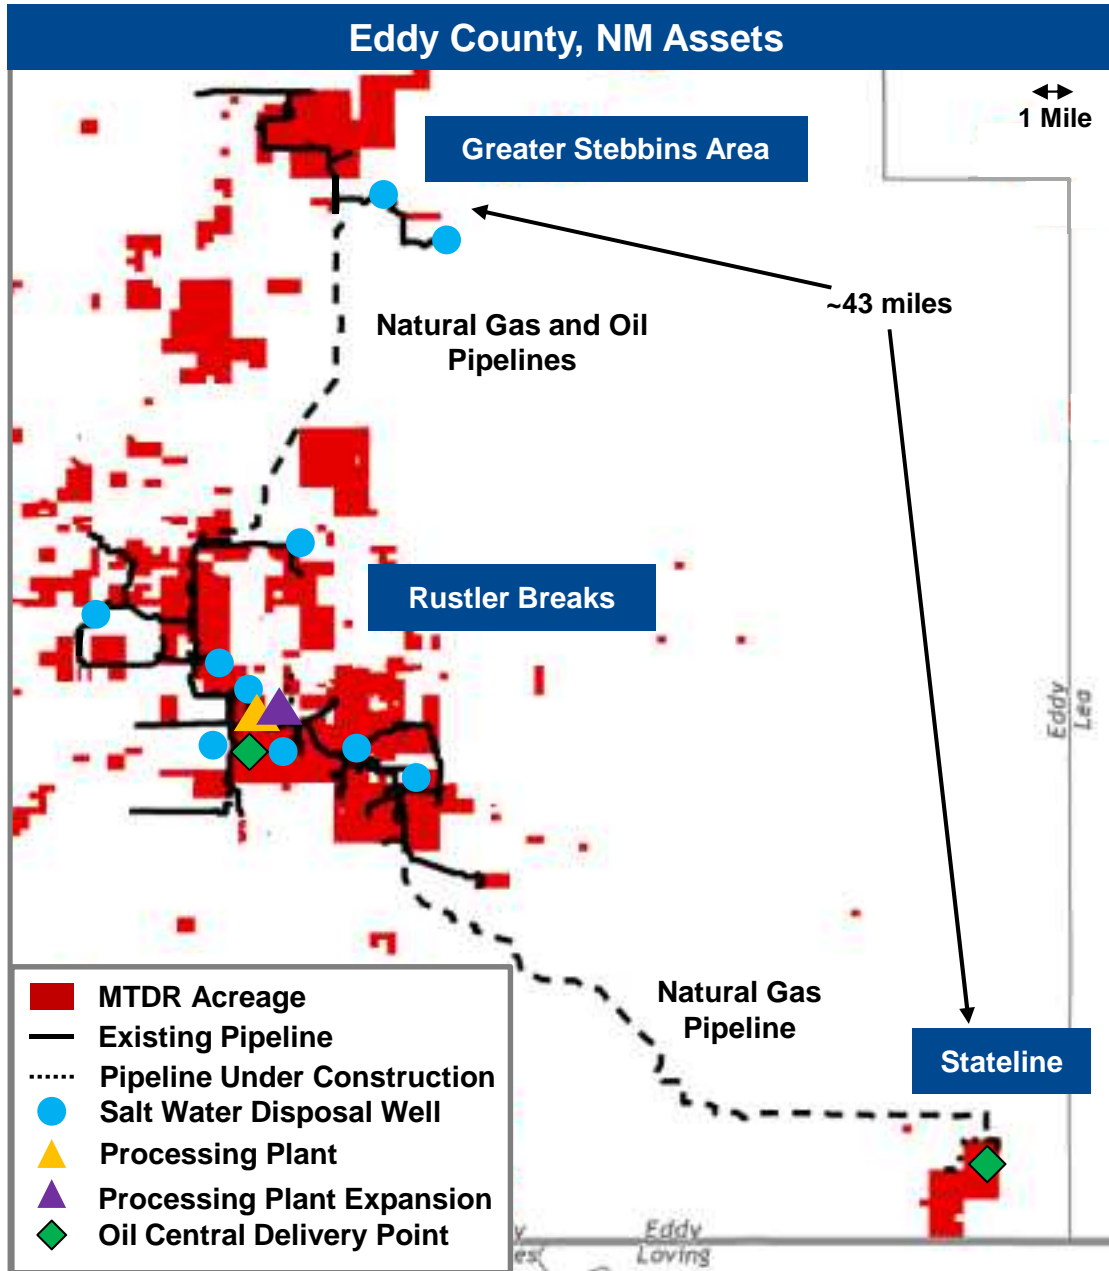 Eddy County, NM Assets
1 Mile
Greater Stebbins Area
~43 miles
Natural Gas and Oil
Pipelines
Rustler Breaks
Eddy
Lea
Natural Gas
Pipeline
Stateline
MTDR Acreage
Existing Pipeline
Pipeline Under Construction
Salt Water Disposal Well
Processing Plant
Processing Plant Expansion
Oil Central Delivery Point
Eddy
Loving